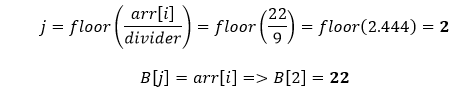 j = floor(arr[i]/divider) = floor(22/9) = floor(2.444) = 2
B[j] = arr[i] => B[2] = 22